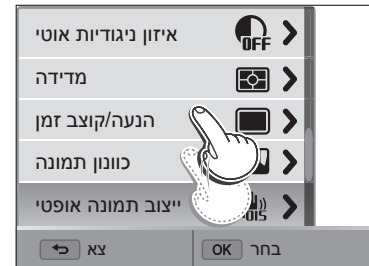 איזון ניגודיות אוטי
OFF
מדידה
הנעה/קוצב זמן
כוונון תמונה
ייצוב תמונה אופטי
OIS
צא
בחר OK